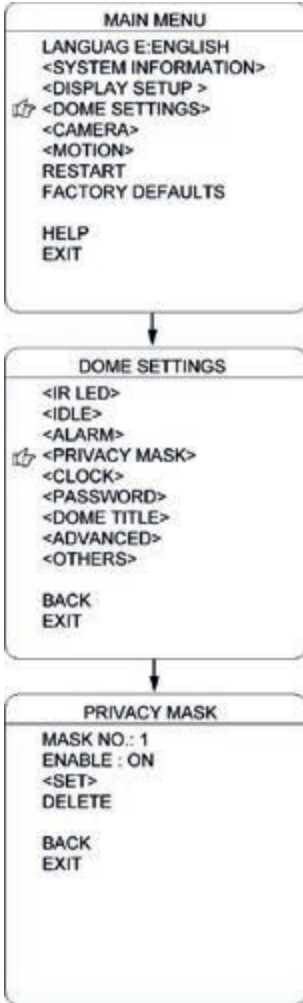 MAIN MENU
LANGUAG E:ENGLISH
<SYSTEM INFORMATION>
<DISPLAY SETUP >
<DOME SETTINGS>
<CAMERA>
<MOTION>
RESTART
FACTORY DEFAULTS
HELP
EXIT
DOME SETTINGS
<IR LED>
<IDLE>
<ALARM>
<PRIVACY MASK>
<CLOCK>
<PASSWORD>
<DOME TITLE>
<ADVANCED>
<OTHERS>
BACK
EXIT
PRIVACY MASK
MASK NO.: 1
ENABLE : ON
<SET>
DELETE
BACK
EXIT